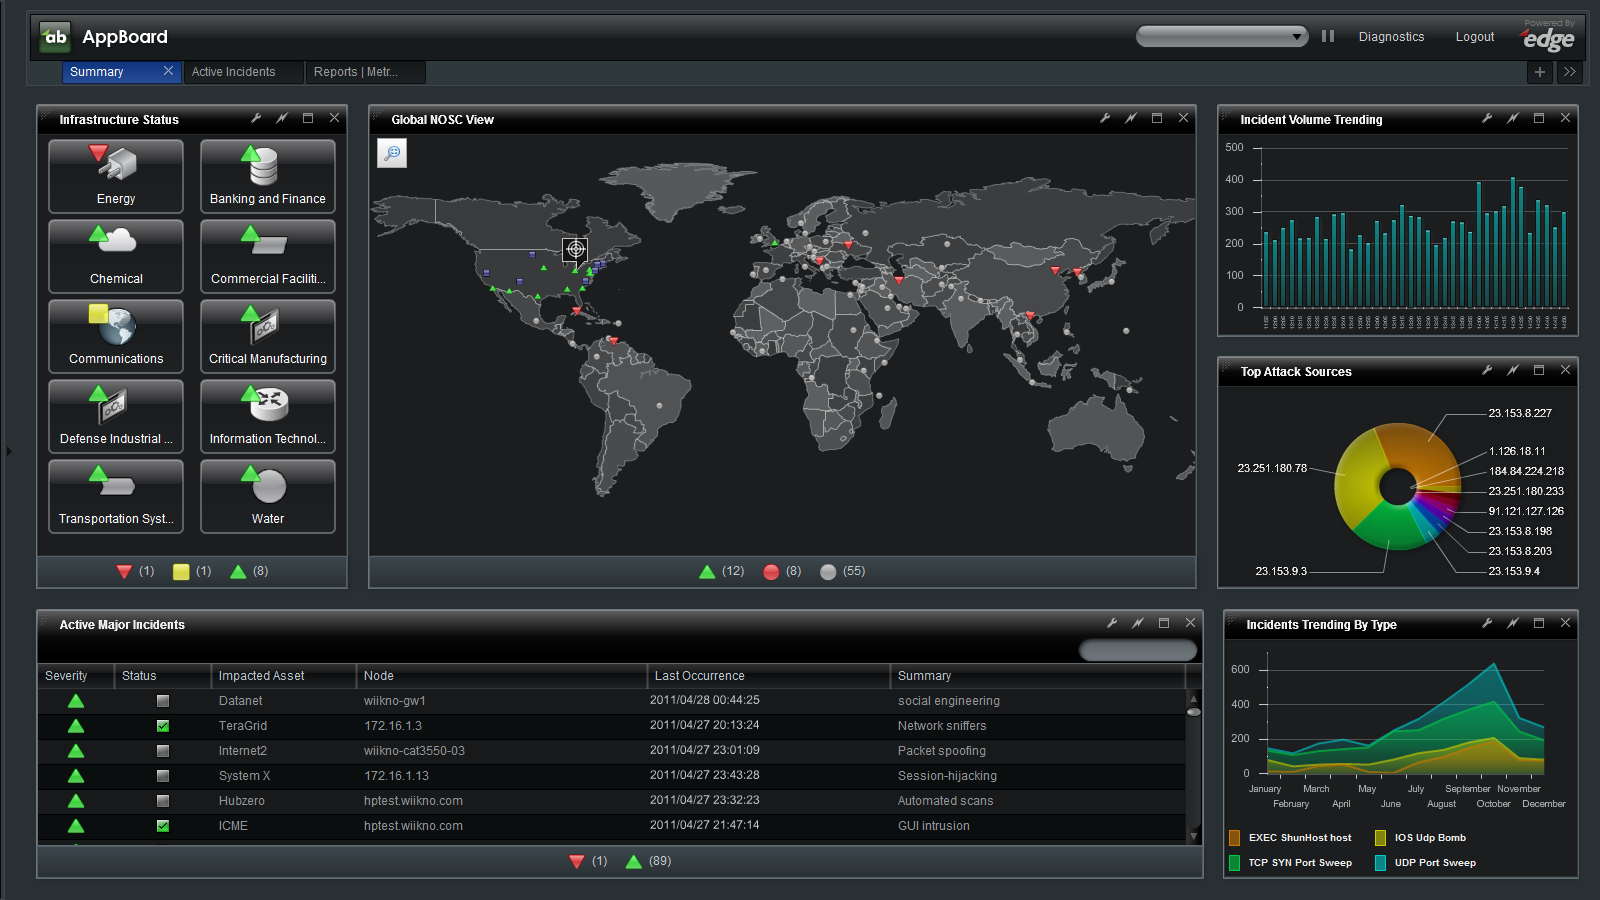 ab AppBoard
Diagnostics
Logout
Powered By
edge
Summary
Active Incidents
Reports | Metr...
Infrastructure Status
Energy
Banking and Finance
Chemical
Commercial Faciliti...
Communications
Critical Manufacturing
Defense Industrial ...
Information Technol...
Transportation Syst...
Water
(1) (1) (8)
Global NOSC View
(12) (8) (55)
Incident Volume Trending
500
400
300
200
100
0
Top Attack Sources
23.153.8.227
1.126.18.11
184.84.224.218
23.251.180.78
23.251.180.233
91.121.127.126
23.153.8.198
23.153.8.203
23.153.9.3
23.153.9.4
Active Major Incidents
Severity Status Impacted Asset Node Last Occurrence Summary
Datanet wiikno-gw1 2011/04/28 00:44:25 social engineering
TeraGrid 172.16.1.3 2011/04/27 20:13:24 Network sniffers
Internet2 wiikno-cat3550-03 2011/04/27 23:01:09 Packet spoofing
System X 172.16.1.13 2011/04/27 23:43:28 Session-hijacking
Hubzero hptest.wiikno.com 2011/04/27 23:32:23 Automated scans
ICME hptest.wiikno.com 2011/04/27 21:47:14 GUI intrusion
(1) (89)
Incidents Trending By Type
600
400
200
0
January March May July September November
February April June August October December
EXEC ShunHost host
IOS Udp Bomb
TCP SYN Port Sweep
UDP Port Sweep